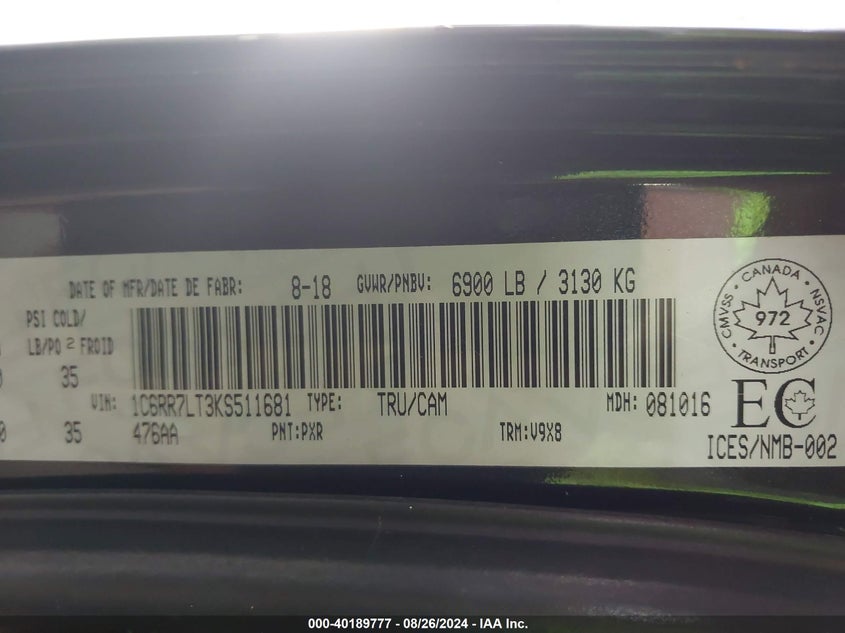 DATE OF MFR/DATE DE FABR: 8-18 GVWR/PNBV: 6900 LB / 3130 KG
PSI COLD/
LB/PO 2 FROID
35
VIN: 1C6RR7LT3KS511681 TYPE: TRU/CAM MDH: 081016
0 35 476AA PNT:PXR TRM:V9X8
CANADA
CMVSS NSVAC
972
TRANSPORT
EC
ICES/NMB-002
000-40189777 - 08/26/2024 - IAA Inc.